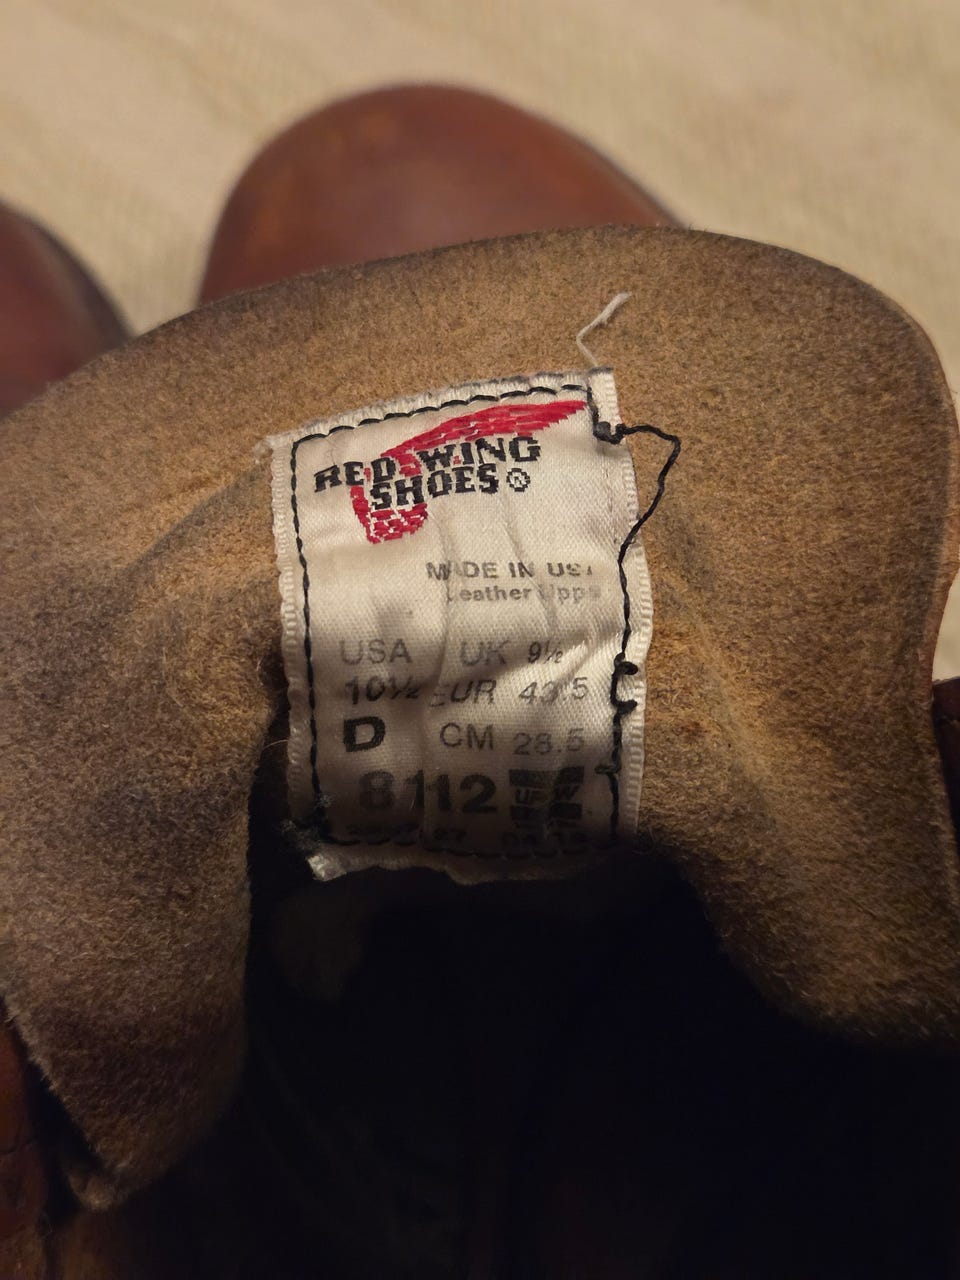 RED WING
SHOES®
MADE IN USA
Leather Upper
USA UK 9½
10½ EUR 43.5
D CM 28.5
8112